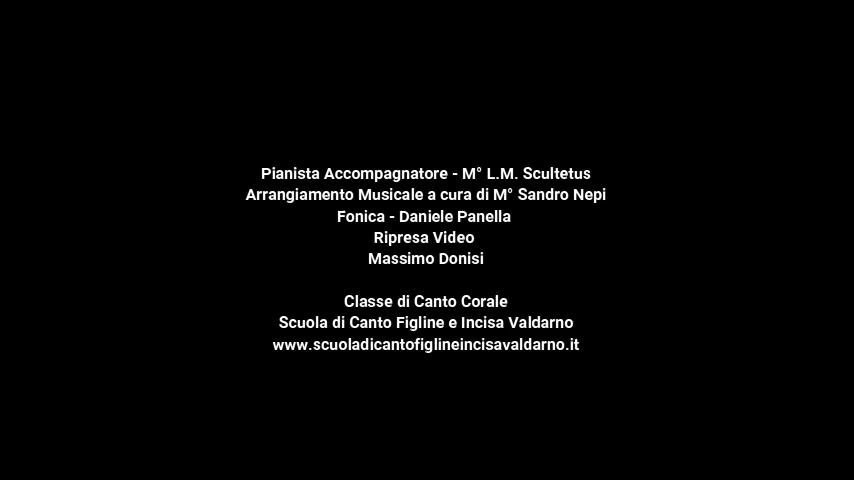 Pianista Accompagnatore - M° L.M. Scultetus
Arrangiamento Musicale a cura di M° Sandro Nepi
Fonica - Daniele Panella
Ripresa Video
Massimo Donisi
Classe di Canto Corale
Scuola di Canto Figline e Incisa Valdarno
www.scuoladicantofiglineincisavaldarno.it